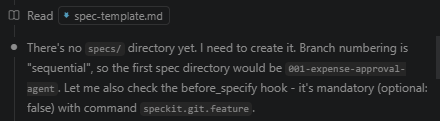 Read spec-template.md
There's no specs/ directory yet. I need to create it. Branch numbering is
"sequential", so the first spec directory would be 001-expense-approval-
agent. Let me also check the before_specify hook - it's mandatory (optional:
false) with command speckit.git.feature.